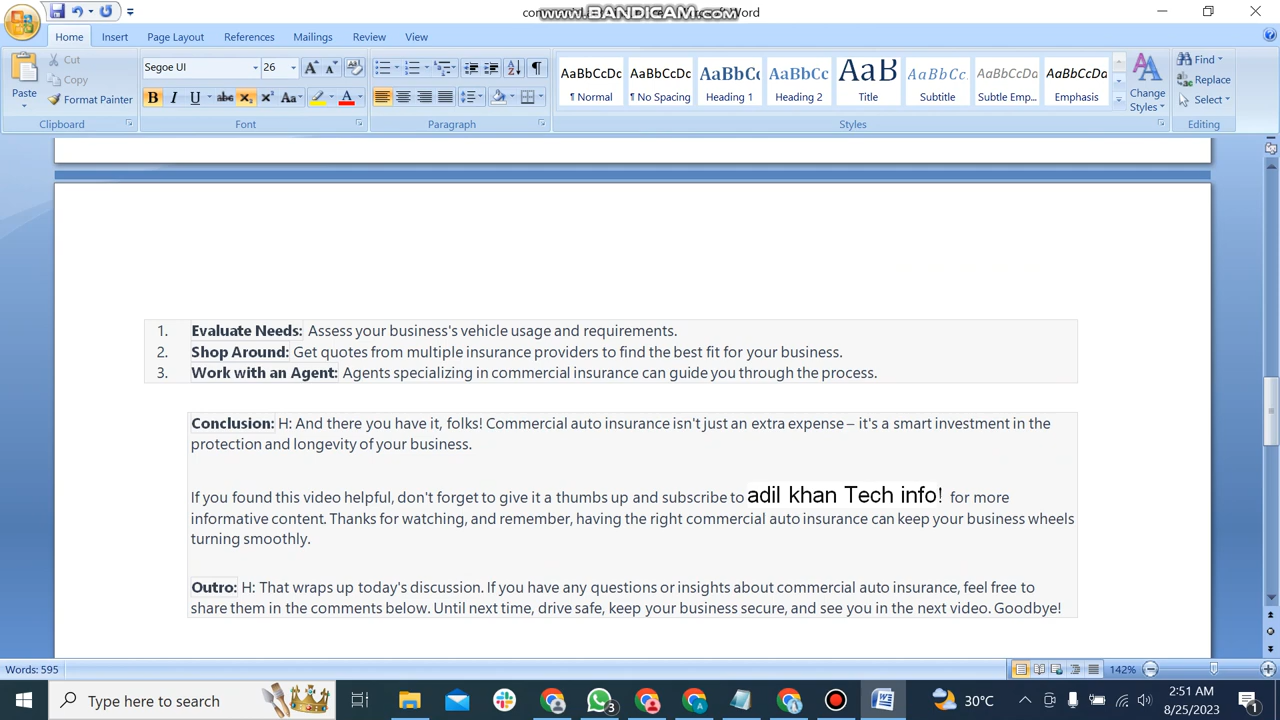 www.BANDICAM.com
Word
Home Insert Page Layout References Mailings Review View
Paste
Cut
Copy
Format Painter
Clipboard
Segoe UI 26
B I U abc X₂ X² Aa
Font
Paragraph
AaBbCcDc AaBbCcDc AaBbCc AaBbCc AaB AaBbCc. AaBbCcDa AaBbCcDc
¶ Normal ¶ No Spacing Heading 1 Heading 2 Title Subtitle Subtle Emp... Emphasis
Change
Styles
Styles
Find
Replace
Select
Editing
1. Evaluate Needs: Assess your business's vehicle usage and requirements.
2. Shop Around: Get quotes from multiple insurance providers to find the best fit for your business.
3. Work with an Agent: Agents specializing in commercial insurance can guide you through the process.
Conclusion: H: And there you have it, folks! Commercial auto insurance isn't just an extra expense – it's a smart investment in the
protection and longevity of your business.
If you found this video helpful, don't forget to give it a thumbs up and subscribe to adil khan Tech info! for more
informative content. Thanks for watching, and remember, having the right commercial auto insurance can keep your business wheels
turning smoothly.
Outro: H: That wraps up today's discussion. If you have any questions or insights about commercial auto insurance, feel free to
share them in the comments below. Until next time, drive safe, keep your business secure, and see you in the next video. Goodbye!
Words: 595
142%
Type here to search
3
30°C
2:51 AM
8/25/2023
1